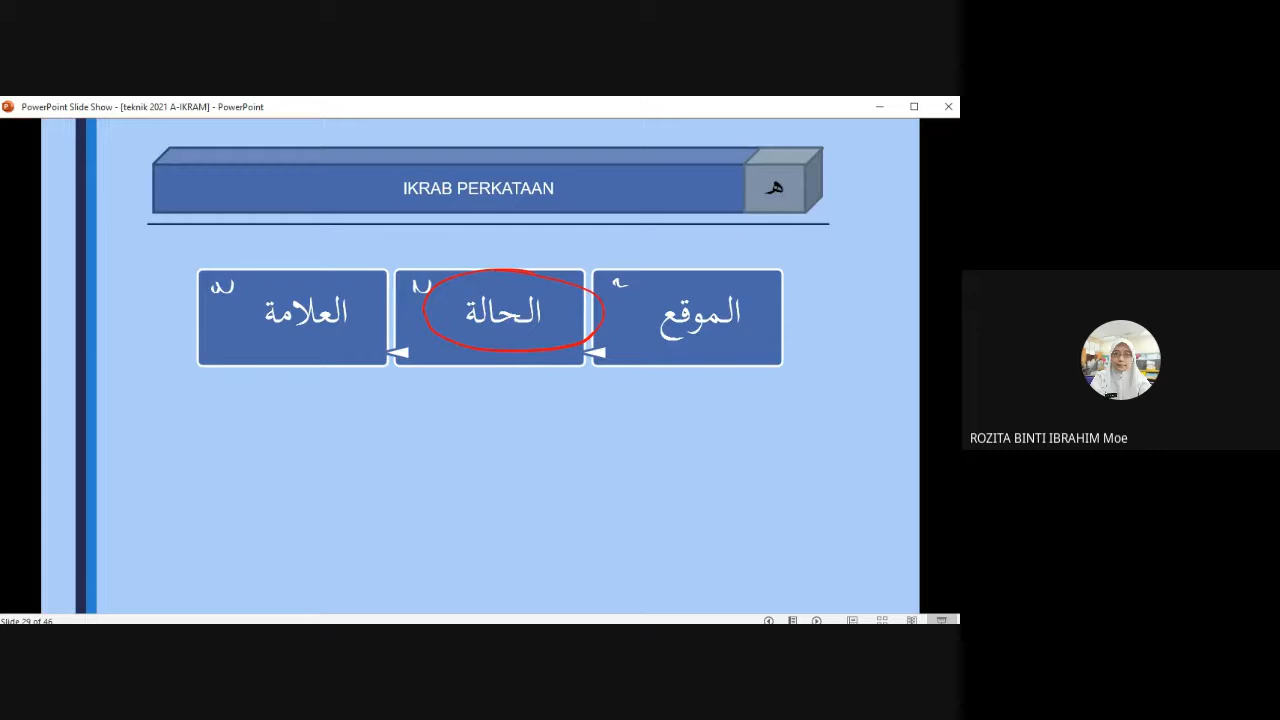 PowerPoint Slide Show - [teknik 2021 A-IKRAM] - PowerPoint
IKRAB PERKATAAN
هـ
الموقع
الحالة
العلامة
Slide 29 of 46
ROZITA BINTI IBRAHIM Moe